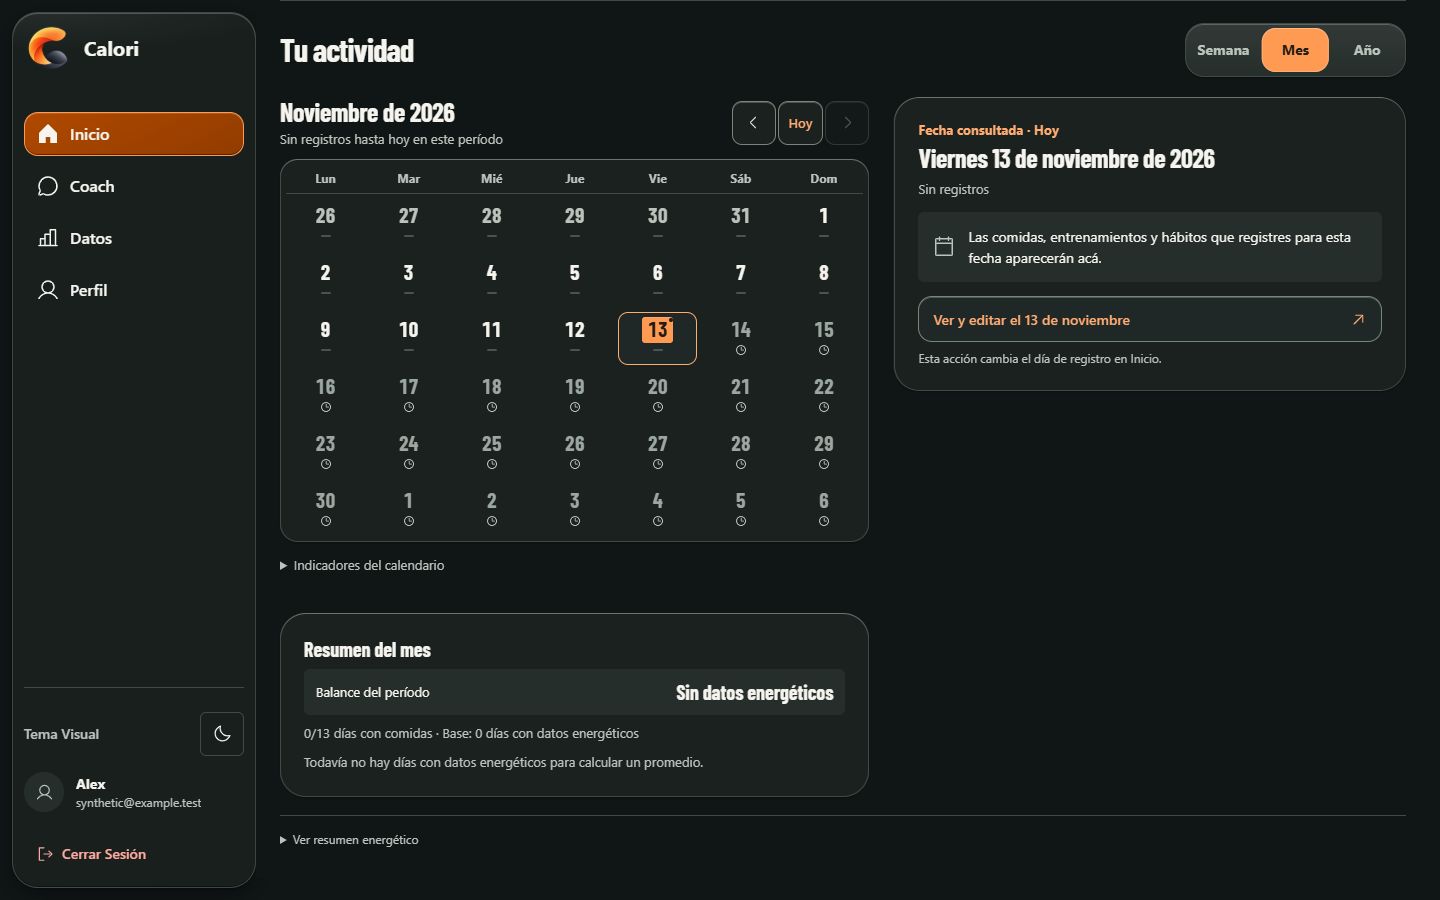 Calori
Inicio
Coach
Datos
Perfil
Tema Visual
Alex
synthetic@example.test
Cerrar Sesión
Tu actividad
Semana Mes Año
Noviembre de 2026
Sin registros hasta hoy en este período
Hoy
Lun Mar Mié Jue Vie Sáb Dom
26 27 28 29 30 31 1
2 3 4 5 6 7 8
9 10 11 12 13 14 15
16 17 18 19 20 21 22
23 24 25 26 27 28 29
30 1 2 3 4 5 6
Indicadores del calendario
Resumen del mes
Balance del período Sin datos energéticos
0/13 días con comidas · Base: 0 días con datos energéticos
Todavía no hay días con datos energéticos para calcular un promedio.
Ver resumen energético
Fecha consultada · Hoy
Viernes 13 de noviembre de 2026
Sin registros
Las comidas, entrenamientos y hábitos que registres para esta
fecha aparecerán acá.
Ver y editar el 13 de noviembre
Esta acción cambia el día de registro en Inicio.